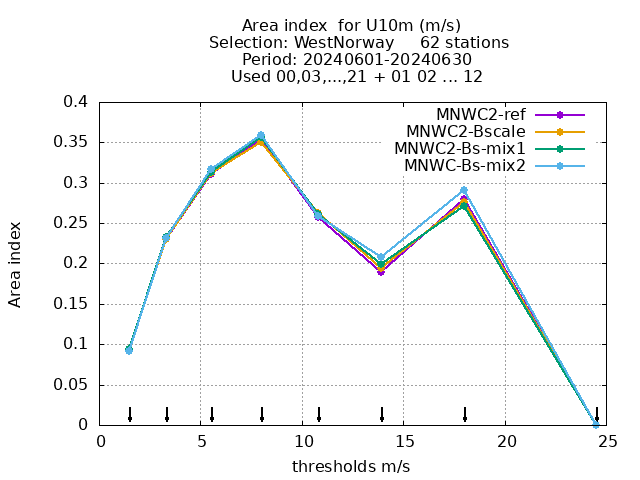 Area index  for U10m (m/s)
Selection: WestNorway     62 stations
Period: 20240601-20240630
Used 00,03,...,21 + 01 02 ... 12
MNWC2-ref
MNWC2-Bscale
MNWC2-Bs-mix1
MNWC-Bs-mix2
Area index
0.4
0.35
0.3
0.25
0.2
0.15
0.1
0.05
0
0 5 10 15 20 25
thresholds m/s